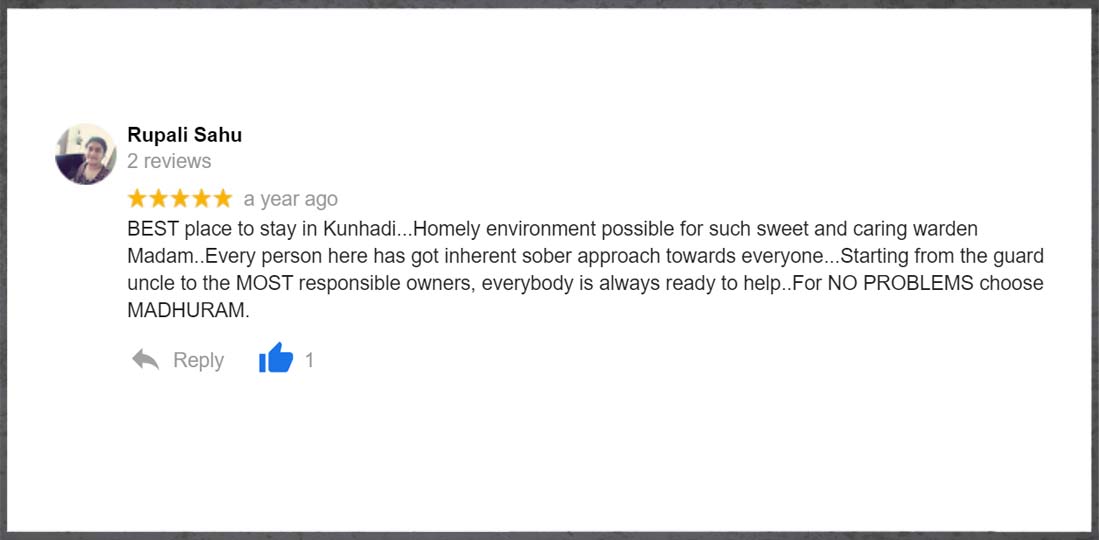 Rupali Sahu
2 reviews
a year ago
BEST place to stay in Kunhadi...Homely environment possible for such sweet and caring warden
Madam..Every person here has got inherent sober approach towards everyone...Starting from the guard
uncle to the MOST responsible owners, everybody is always ready to help..For NO PROBLEMS choose
MADHURAM.
Reply 1